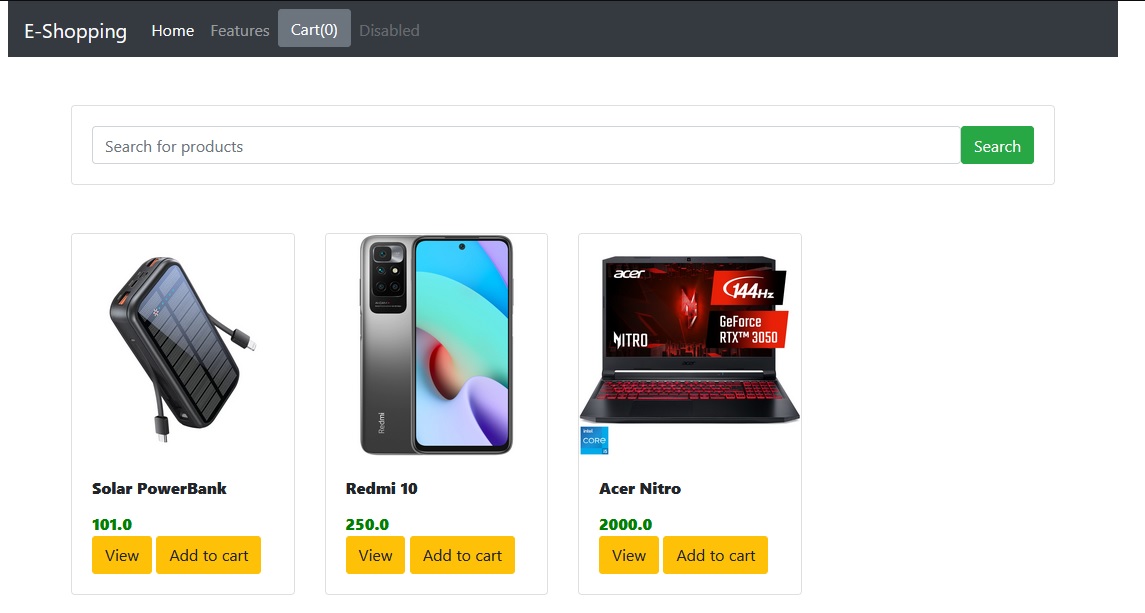 E-Shopping Home Features Cart(0) Disabled
Search for products Search
acer
144Hz
GeForce
RTX™ 3050
NITRO
Redmi
intel
CORE
i5
Solar PowerBank
101.0
View Add to cart
Redmi 10
250.0
View Add to cart
Acer Nitro
2000.0
View Add to cart